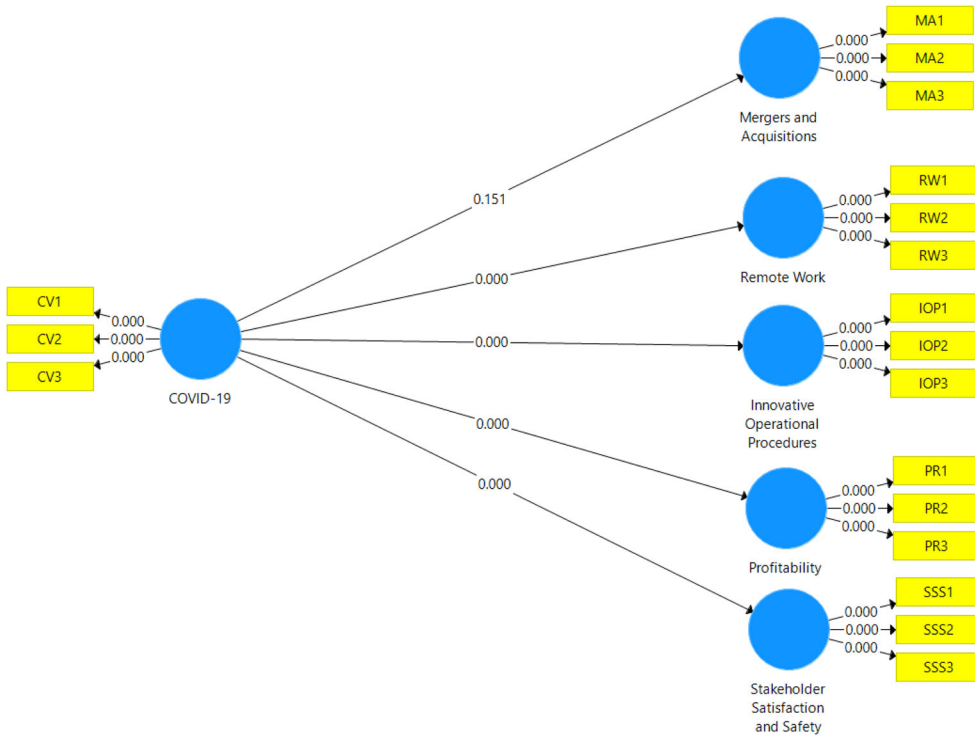 MA1
0.000
MA2
0.000
MA3
0.000
Mergers and
Acquisitions
0.151
RW1
0.000
RW2
0.000
RW3
0.000
Remote Work
0.000
CV1
0.000
CV2
0.000
CV3
0.000
COVID-19
0.000
IOP1
0.000
IOP2
0.000
IOP3
0.000
Innovative
Operational
Procedures
0.000
PR1
0.000
PR2
0.000
PR3
0.000
Profitability
0.000
SSS1
0.000
SSS2
0.000
SSS3
0.000
Stakeholder
Satisfaction
and Safety